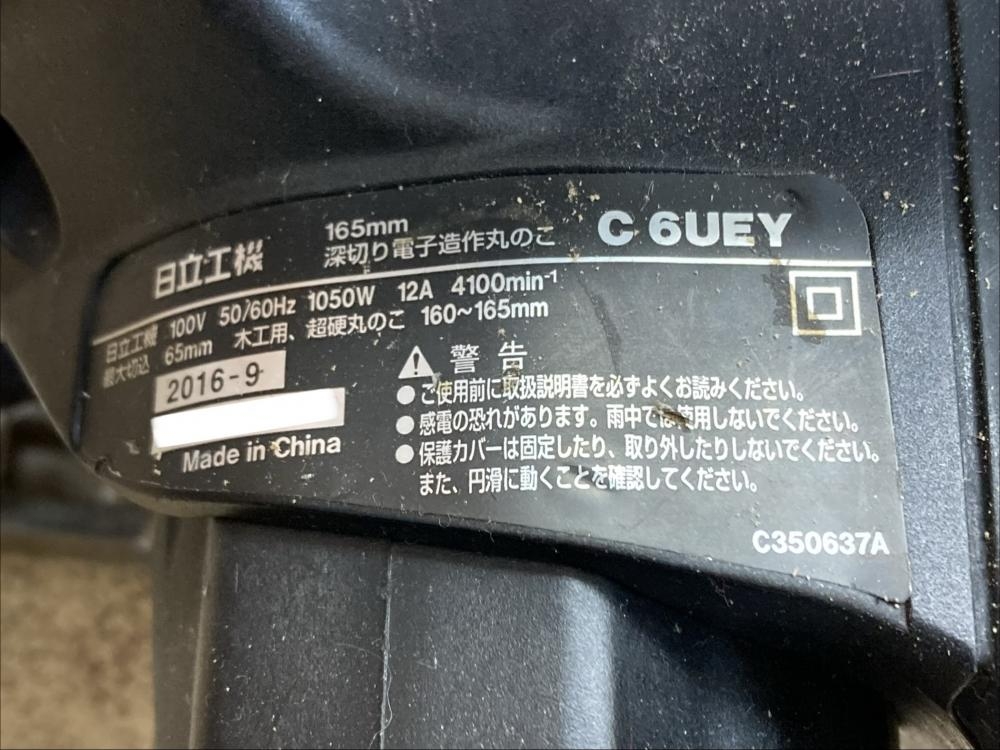 日立工機
165mm
深切り電子造作丸のこ
C 6UEY
日立工機 100V 50/60Hz 1050W 12A 4100min⁻¹
最大切込 65mm 木工用、超硬丸のこ 160~165mm
2016-9
Made in China
警告
●ご使用前に取扱説明書を必ずよくお読みください。
●感電の恐れがあります。雨中では使用しないでください。
●保護カバーは固定したり、取り外したりしないでください。
また、円滑に動くことを確認してください。
C350637A